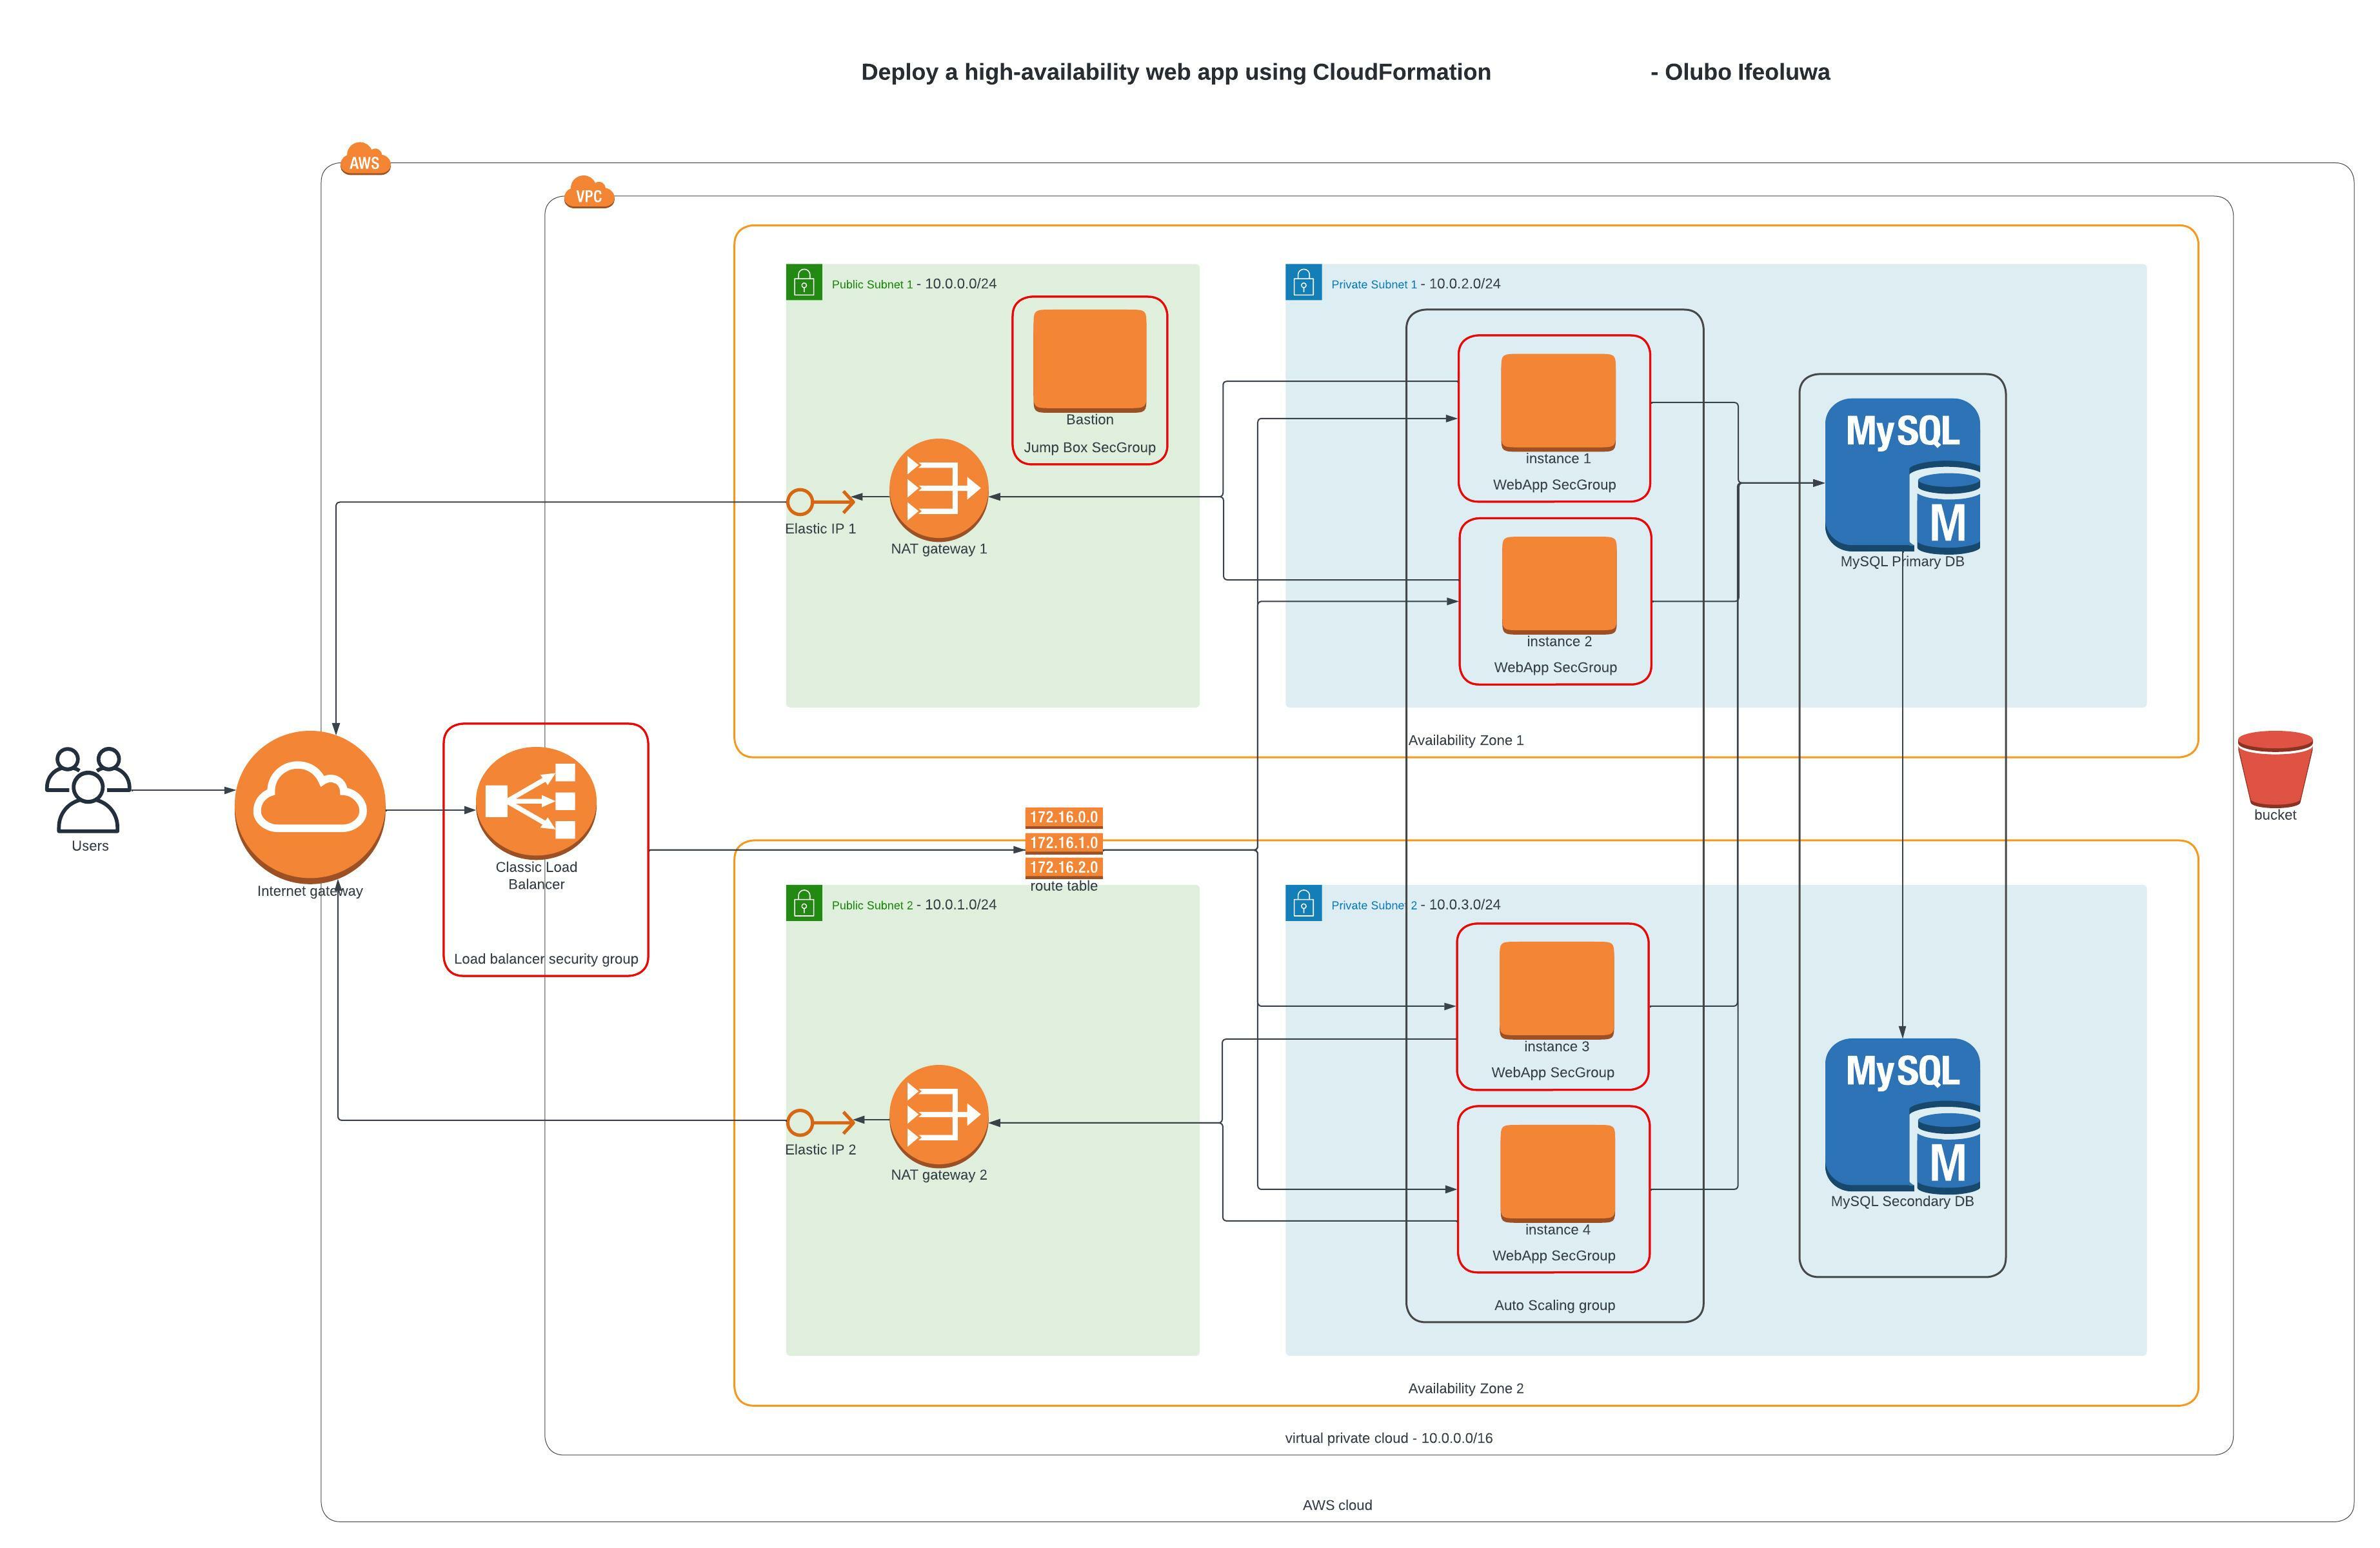 Deploy a high-availability web app using CloudFormation - Olubo Ifeoluwa
AWS
VPC
Public Subnet 1 - 10.0.0.0/24
Private Subnet 1 - 10.0.2.0/24
Bastion
Jump Box SecGroup
Elastic IP 1
NAT gateway 1
instance 1
WebApp SecGroup
instance 2
WebApp SecGroup
MySQL
M
MySQL Primary DB
Availability Zone 1
Users
Internet gateway
Classic Load
Balancer
Load balancer security group
172.16.0.0
172.16.1.0
172.16.2.0
route table
bucket
Public Subnet 2 - 10.0.1.0/24
Private Subnet 2 - 10.0.3.0/24
Elastic IP 2
NAT gateway 2
instance 3
WebApp SecGroup
instance 4
WebApp SecGroup
Auto Scaling group
MySQL
M
MySQL Secondary DB
Availability Zone 2
virtual private cloud - 10.0.0.0/16
AWS cloud